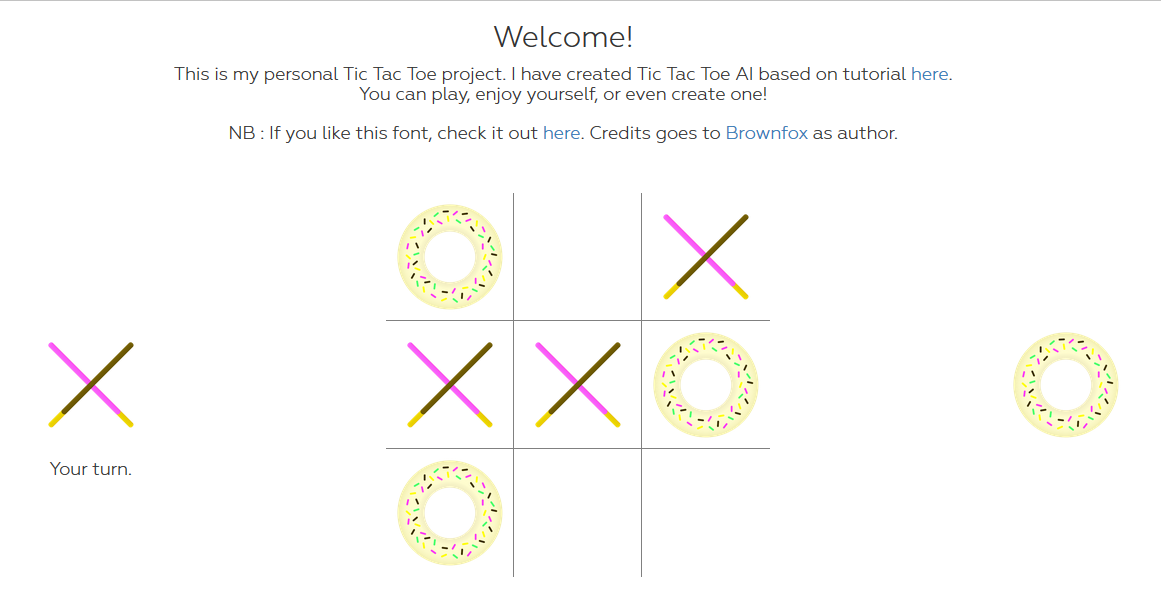 Welcome!
This is my personal Tic Tac Toe project. I have created Tic Tac Toe AI based on tutorial here.
You can play, enjoy yourself, or even create one!
NB : If you like this font, check it out here. Credits goes to Brownfox as author.
Your turn.